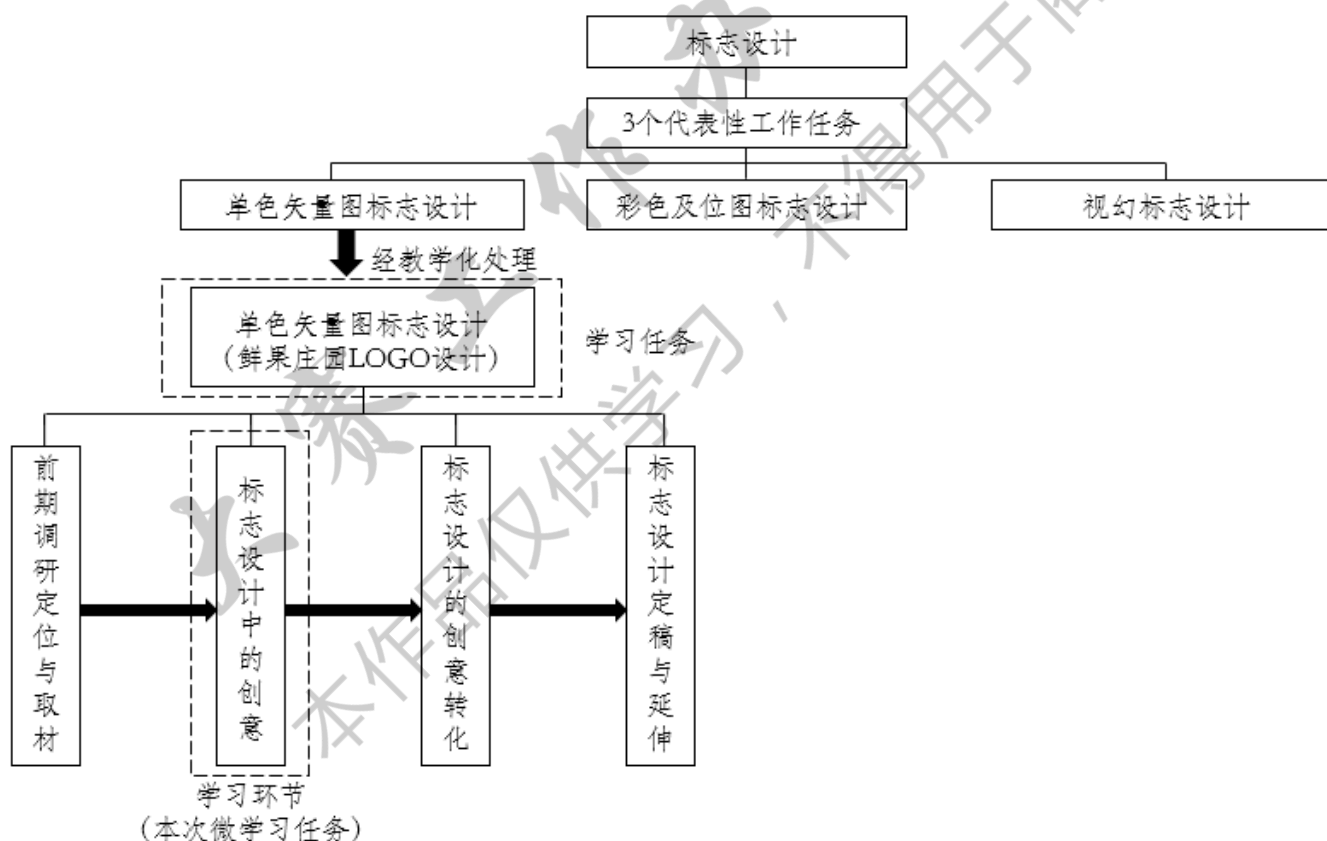 标志设计
3个代表性工作任务
单色矢量图标志设计
彩色及位图标志设计
视幻标志设计
经教学化处理
单色矢量图标志设计
（鲜果庄园LOGO设计）
学习任务
前期调研定位与取材
标志设计中的创意
标志设计的创意转化
标志设计定稿与延伸
学习环节
（本次微学习任务）
大赛工作
本作品仅供学习，不得用于